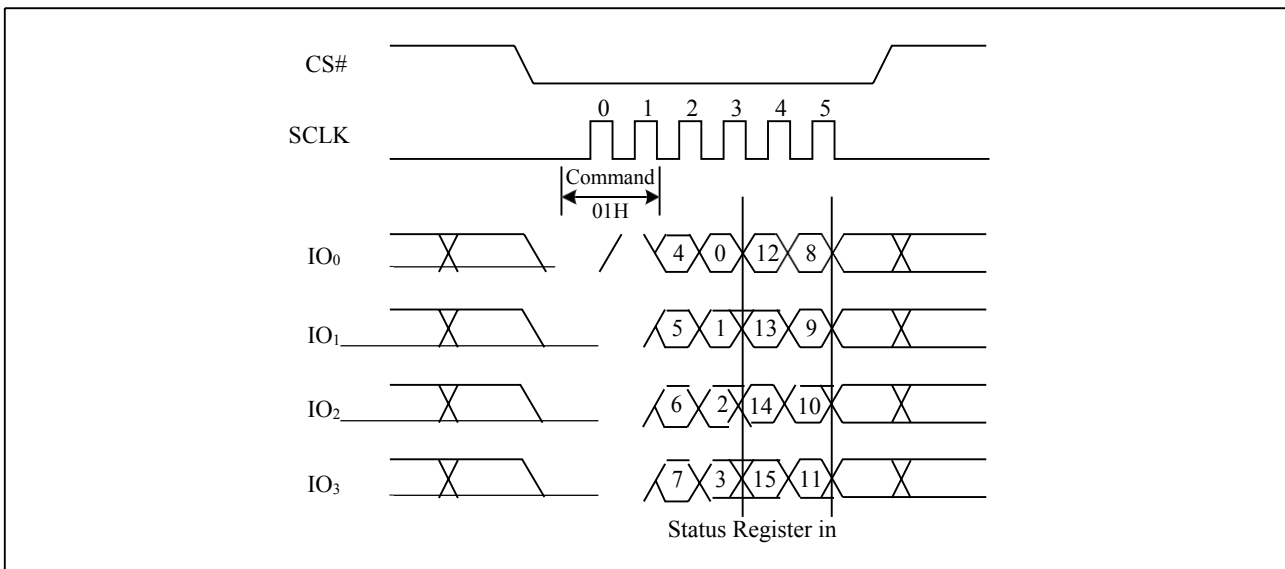 CS#
0 1 2 3 4 5
SCLK
Command
01H
IO0 4 0 12 8
IO1 5 1 13 9
IO2 6 2 14 10
IO3 7 3 15 11
Status Register in